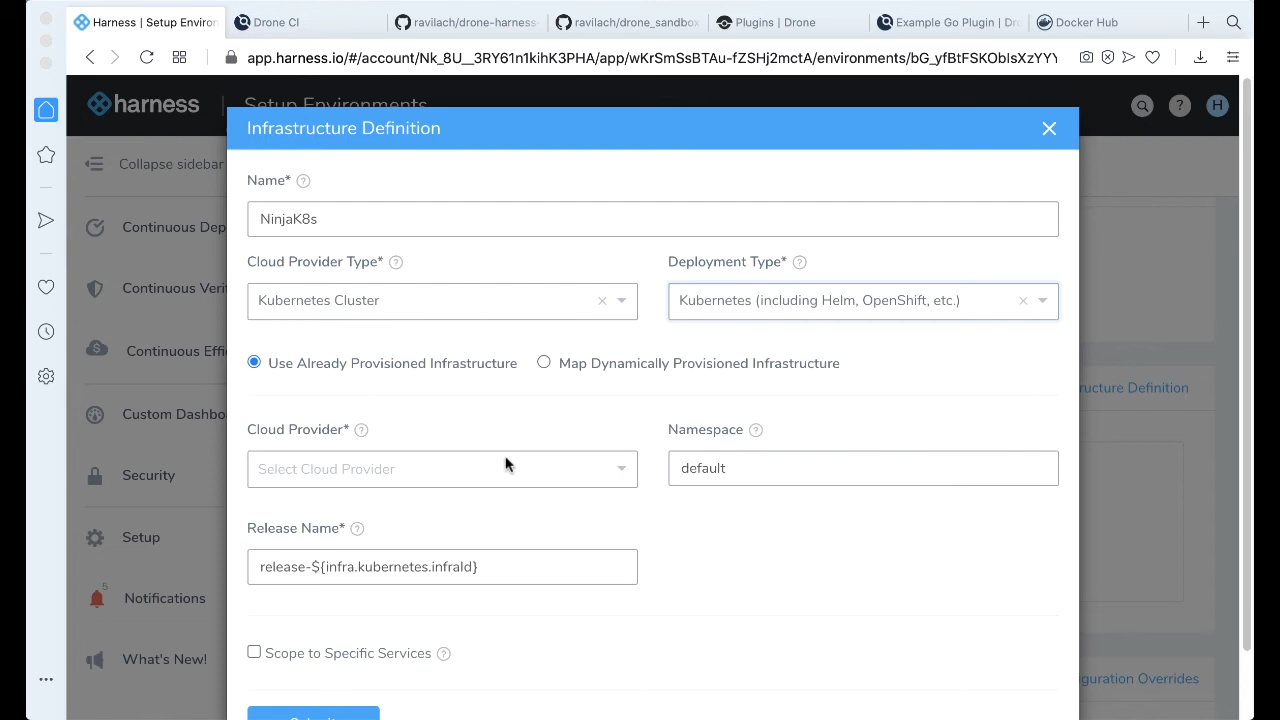 Harness | Setup Environ
Drone CI
ravilach/drone-harness-
ravilach/drone_sandbox
Plugins | Drone
Example Go Plugin | Dr
Docker Hub
app.harness.io/#/account/Nk_8U__3RY61n1kihK3PHA/app/wKrSmSsBTAu-fZSHj2mctA/environments/bG_yfBtFSKOblsXzYYY
harness
Setup Environments
H
Infrastructure Definition
Collapse sidebar
Name*
NinjaK8s
Continuous Dep
Cloud Provider Type*
Deployment Type*
Continuous Veri
Kubernetes Cluster
Kubernetes (including Helm, OpenShift, etc.)
Continuous Effi
Use Already Provisioned Infrastructure
Map Dynamically Provisioned Infrastructure
ructure Definition
Custom Dashbo
Cloud Provider*
Namespace
Security
Select Cloud Provider
default
Release Name*
Setup
release-${infra.kubernetes.infraId}
5
Notifications
Scope to Specific Services
What's New!
guration Overrides
Submit